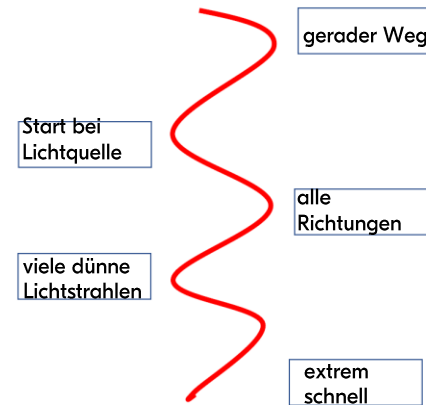 gerader Weg
Start bei
Lichtquelle
alle
Richtungen
viele dünne
Lichtstrahlen
extrem
schnell